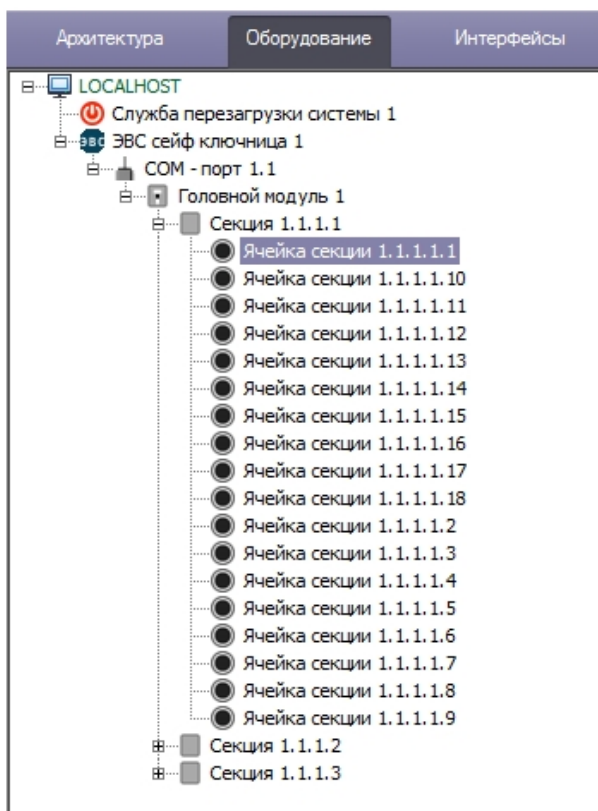 Архитектура Оборудование Интерфейсы
LOCALHOST
Служба перезагрузки системы 1
ЭВС ЭВС сейф ключница 1
COM - порт 1.1
Головной модуль 1
Секция 1.1.1.1
Ячейка секции 1.1.1.1.1
Ячейка секции 1.1.1.1.10
Ячейка секции 1.1.1.1.11
Ячейка секции 1.1.1.1.12
Ячейка секции 1.1.1.1.13
Ячейка секции 1.1.1.1.14
Ячейка секции 1.1.1.1.15
Ячейка секции 1.1.1.1.16
Ячейка секции 1.1.1.1.17
Ячейка секции 1.1.1.1.18
Ячейка секции 1.1.1.1.2
Ячейка секции 1.1.1.1.3
Ячейка секции 1.1.1.1.4
Ячейка секции 1.1.1.1.5
Ячейка секции 1.1.1.1.6
Ячейка секции 1.1.1.1.7
Ячейка секции 1.1.1.1.8
Ячейка секции 1.1.1.1.9
Секция 1.1.1.2
Секция 1.1.1.3